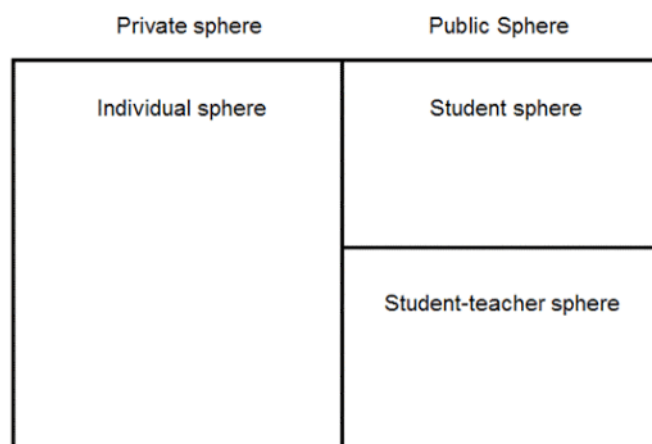 Private sphere
Public Sphere
Individual sphere
Student sphere
Student-teacher sphere